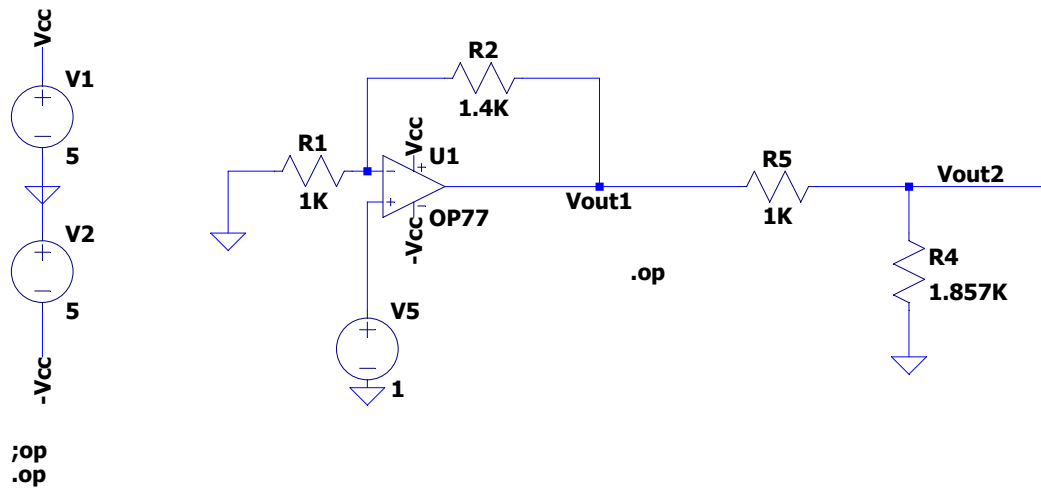 Vcc
V1
5
V2
5
-Vcc
;op
.op
R2
1.4K
R1
1K
Vcc
U1
-Vcc
OP77
V5
1
Vout1
.op
R5
1K
Vout2
R4
1.857K